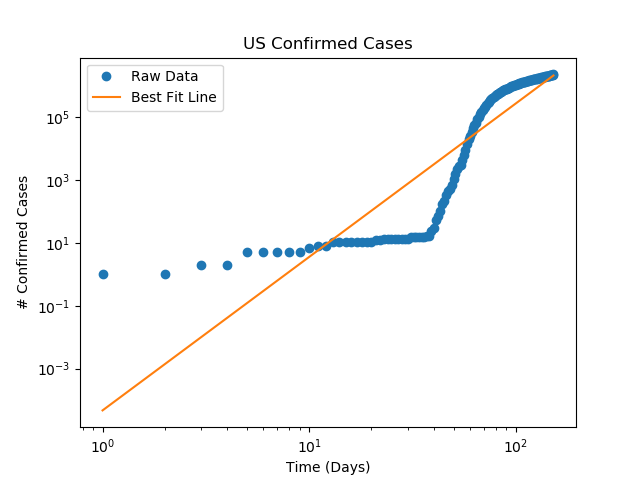 US Confirmed Cases
Raw Data
Best Fit Line
# Confirmed Cases
10^5
10^3
10^1
10^-1
10^-3
10^0
10^1
10^2
Time (Days)